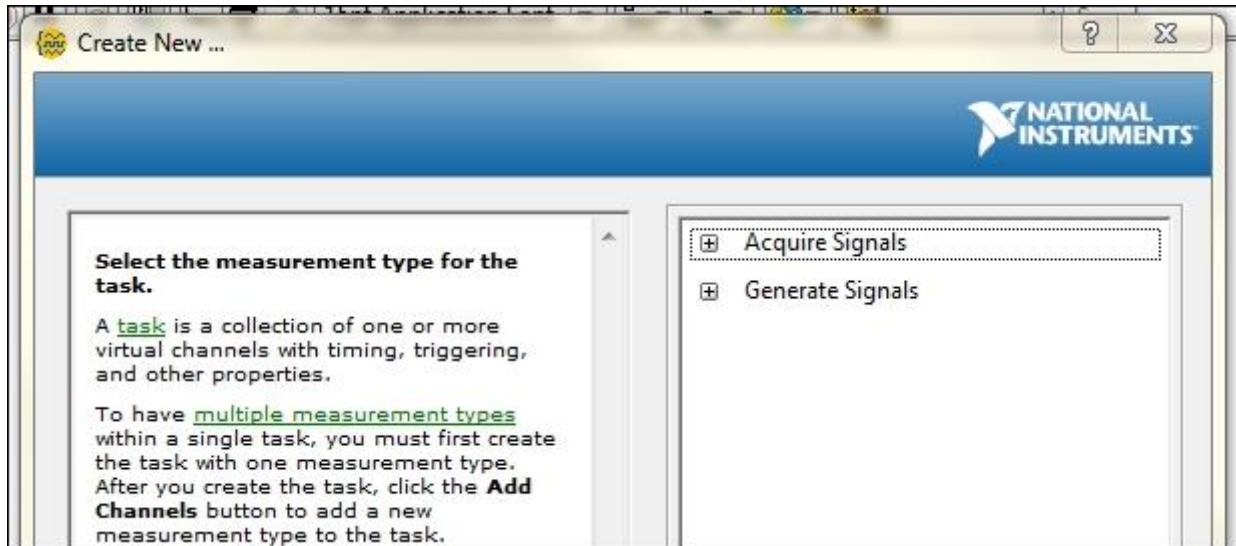 Create New ...
NATIONAL
INSTRUMENTS
Select the measurement type for the
task.
A task is a collection of one or more
virtual channels with timing, triggering,
and other properties.
To have multiple measurement types
within a single task, you must first create
the task with one measurement type.
After you create the task, click the Add
Channels button to add a new
measurement type to the task.
Acquire Signals
Generate Signals